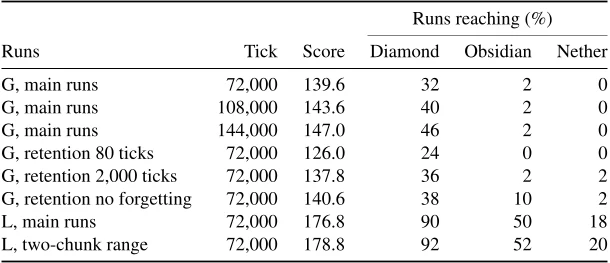 Runs reaching (%)
Runs Tick Score Diamond Obsidian Nether
G, main runs 72,000 139.6 32 2 0
G, main runs 108,000 143.6 40 2 0
G, main runs 144,000 147.0 46 2 0
G, retention 80 ticks 72,000 126.0 24 0 0
G, retention 2,000 ticks 72,000 137.8 36 2 2
G, retention no forgetting 72,000 140.6 38 10 2
L, main runs 72,000 176.8 90 50 18
L, two-chunk range 72,000 178.8 92 52 20